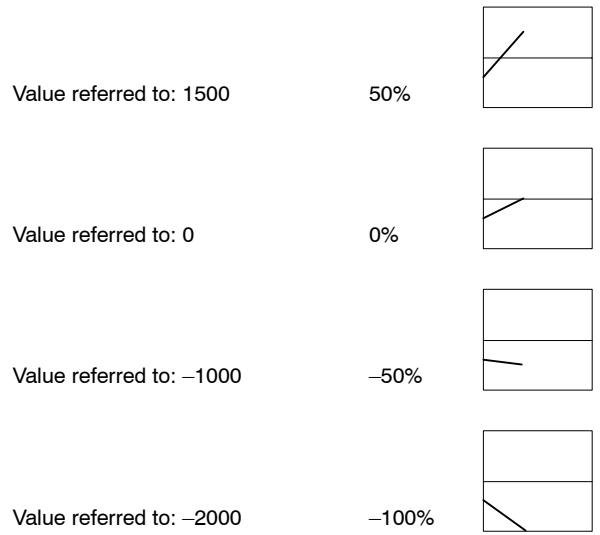 Value referred to: 1500 50%
Value referred to: 0 0%
Value referred to: –1000 –50%
Value referred to: –2000 –100%